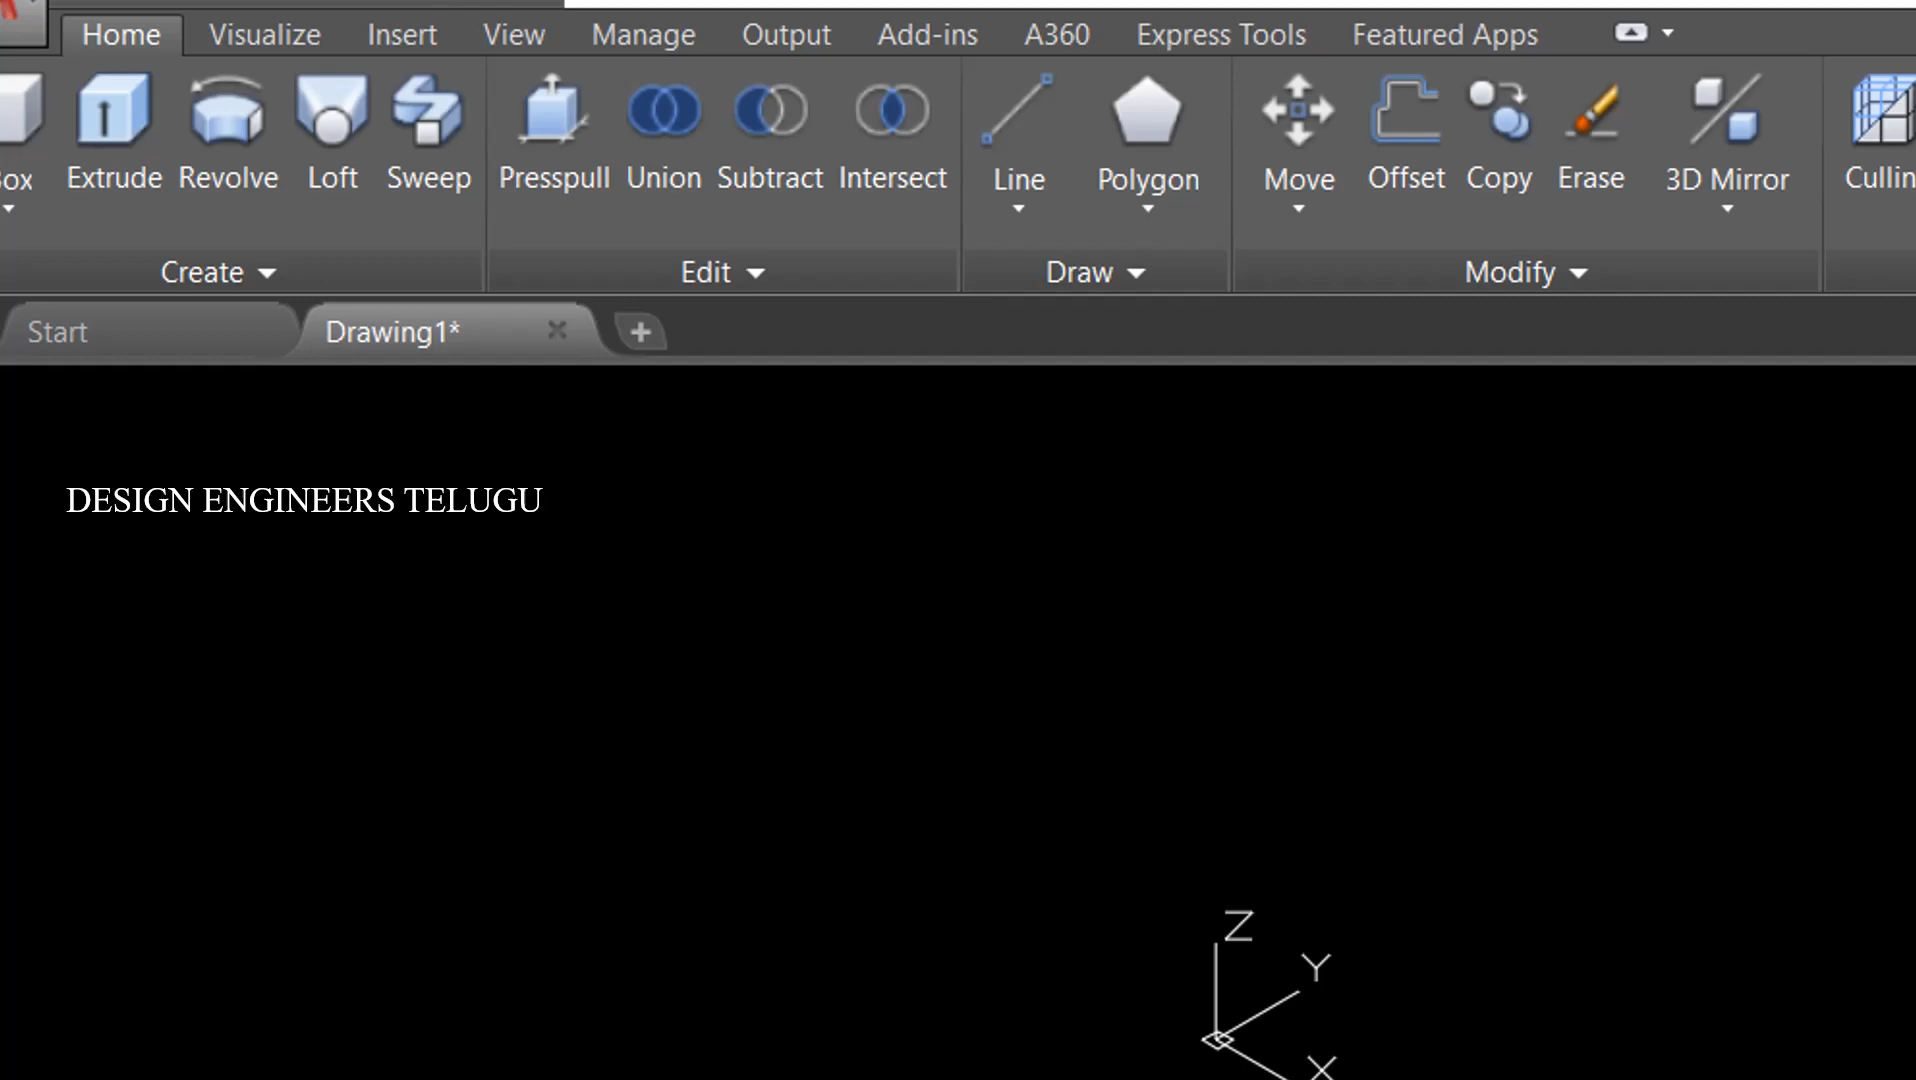 Home Visualize Insert View Manage Output Add-ins A360 Express Tools Featured Apps
Extrude Revolve Loft Sweep Presspull Union Subtract Intersect Line Polygon Move Offset Copy Erase 3D Mirror
Create Edit Draw Modify
Start Drawing1*
DESIGN ENGINEERS TELUGU
Z
Y
X